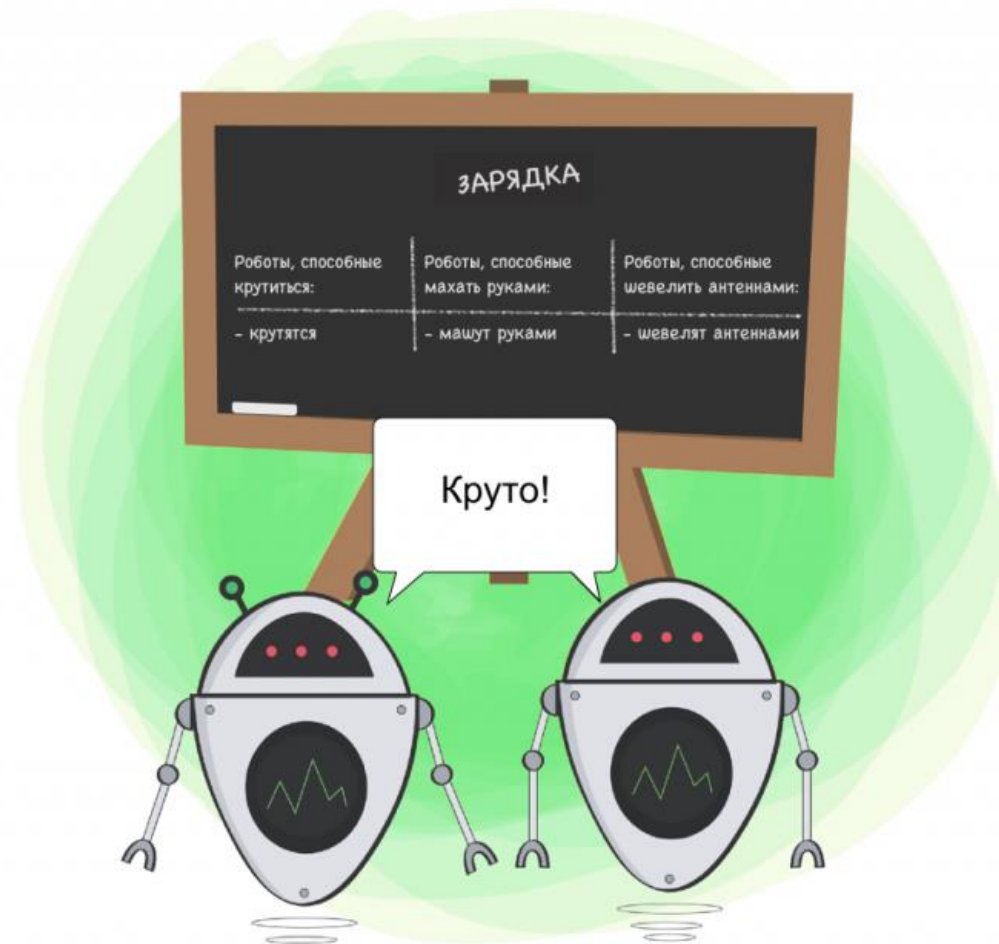 ЗАРЯДКА
Роботы, способные
крутиться:
- крутятся
Роботы, способные
махать руками:
- машут руками
Роботы, способные
шевелить антеннами:
- шевелят антеннами
Круто!